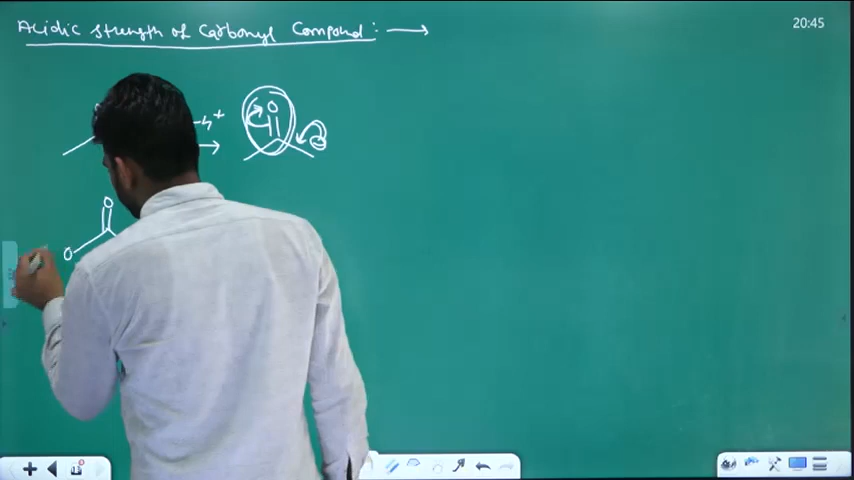 Acidic strength of Carbonyl Compound :→
20:45
-H+
O
O
O